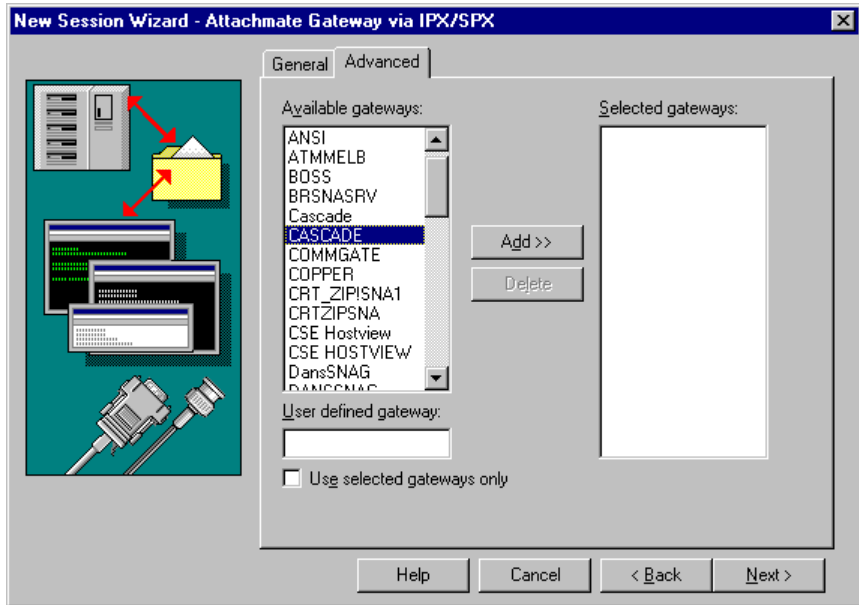 New Session Wizard - Attachmate Gateway via IPX/SPX
General Advanced
Available gateways:
ANSI
ATMMELB
BOSS
BRSNASRV
Cascade
CASCADE
COMMGATE
COPPER
CRT_ZIP!SNA1
CRTZIPSNA
CSE Hostview
CSE HOSTVIEW
DansSNAG
DANSSNAG
Add >>
Delete
Selected gateways:
User defined gateway:
Use selected gateways only
Help Cancel < Back Next >